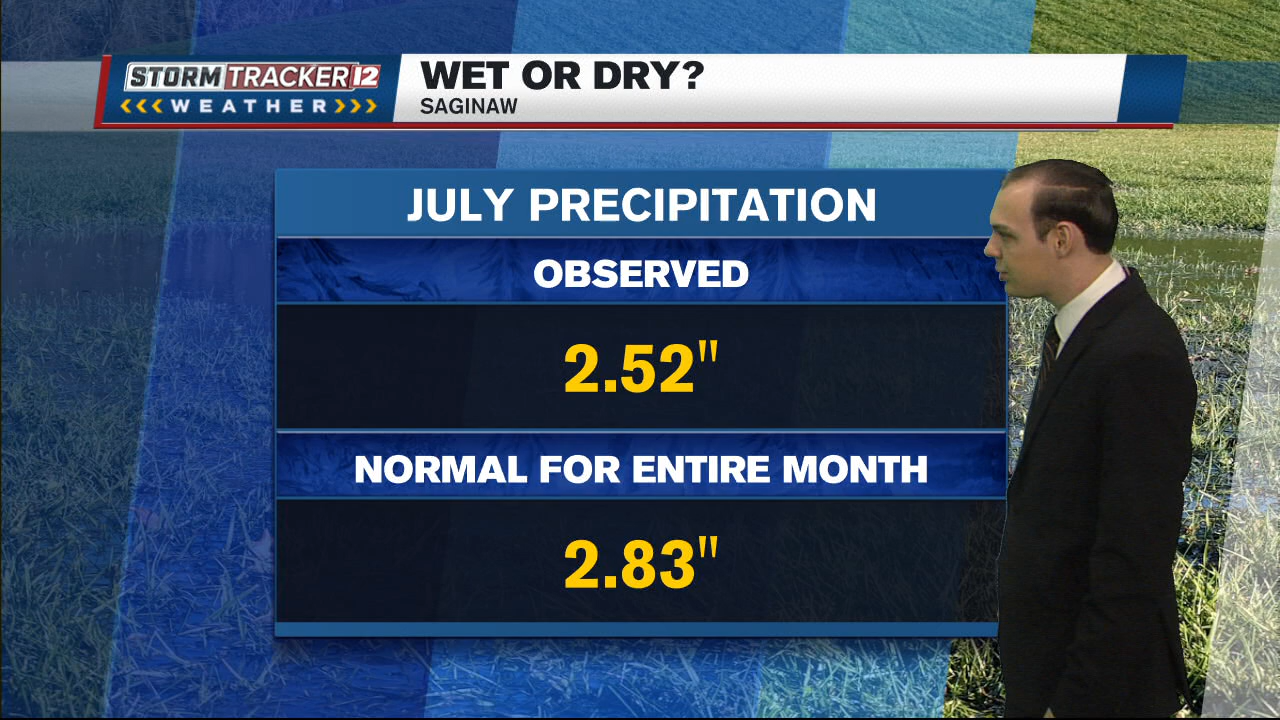 STORMTRACKER12
WEATHER
WET OR DRY?
SAGINAW
JULY PRECIPITATION
OBSERVED
2.52"
NORMAL FOR ENTIRE MONTH
2.83"